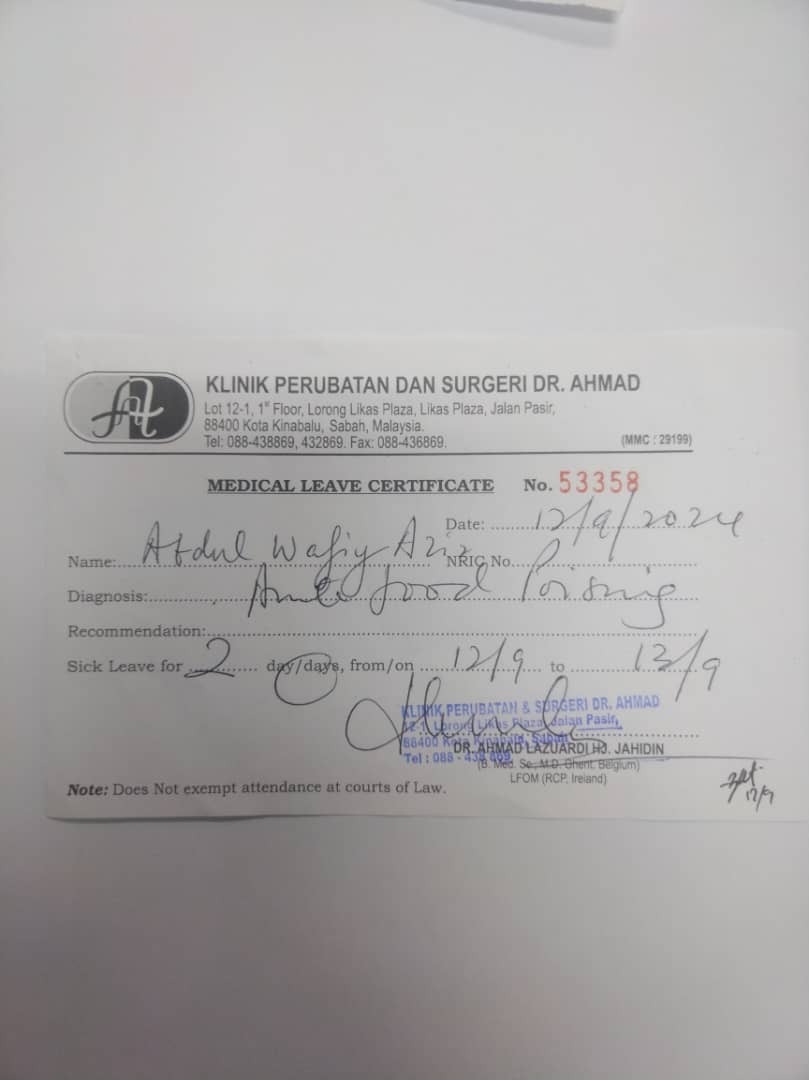 KLINIK PERUBATAN DAN SURGERI DR. AHMAD
Lot 12-1, 1st Floor, Lorong Likas Plaza, Likas Plaza, Jalan Pasir,
88400 Kota Kinabalu, Sabah, Malaysia.
Tel: 088-438869, 432869. Fax: 088-436869.
(MMC : 29199)
MEDICAL LEAVE CERTIFICATE No. 53358
Date: 12/9/2024
Name: Abdul Wafiy Aziz NRIC No.
Diagnosis: Acute food Poisning
Recommendation:
Sick Leave for 2 day/days, from/on 12/9 to 13/9
KLINIK PERUBATAN & SURGERI DR. AHMAD
12-1, Lorong Likas Plaza, Jalan Pasir,
88400 Kota Kinabalu, Sabah
Tel : 088 - 438 869
DR. AHMAD LAZUARDI HJ. JAHIDIN
(B. Med. Sc., M.D. Ghent. Belgium)
LFOM (RCP, Ireland)
Note: Does Not exempt attendance at courts of Law.
12/9